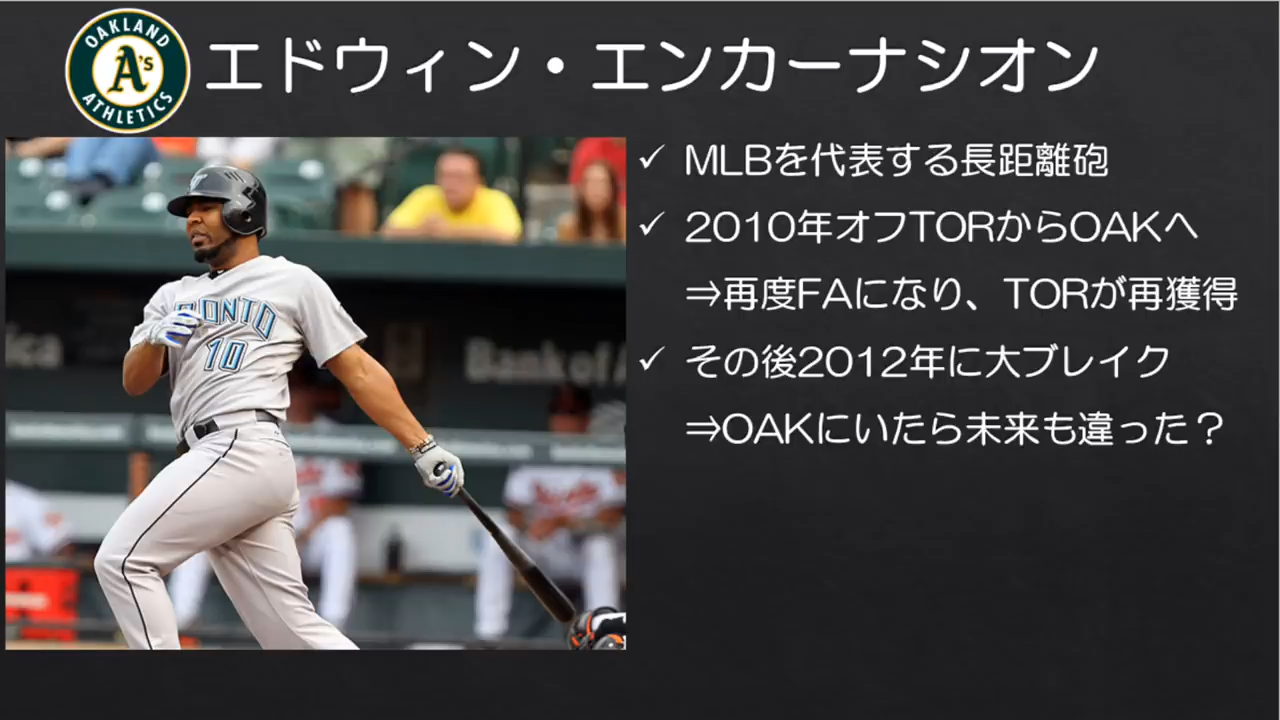 OAKLAND
A's
ATHLETICS
エドウィン・エンカーナシオン
✓ MLBを代表する長距離砲
✓ 2010年オフTORからOAKへ
⇒再度FAになり、TORが再獲得
✓ その後2012年に大ブレイク
⇒OAKにいたら未来も違った？
RONTO
10
Bank of A